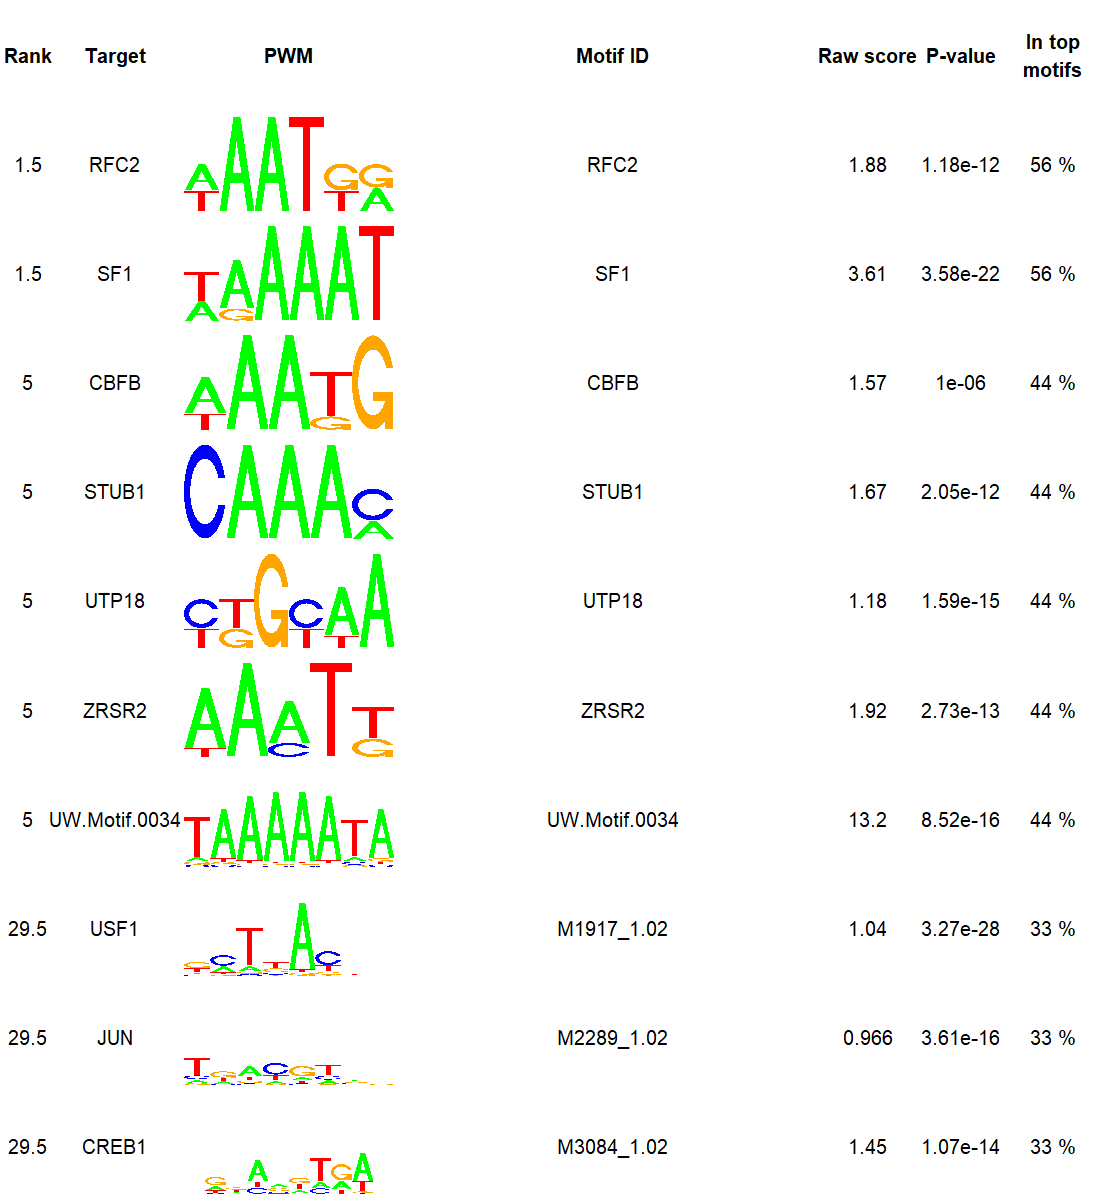 Rank Target PWM Motif ID Raw score P-value In top motifs
1.5 RFC2 RFC2 1.88 1.18e-12 56 %
1.5 SF1 SF1 3.61 3.58e-22 56 %
5 CBFB CBFB 1.57 1e-06 44 %
5 STUB1 STUB1 1.67 2.05e-12 44 %
5 UTP18 UTP18 1.18 1.59e-15 44 %
5 ZRSR2 ZRSR2 1.92 2.73e-13 44 %
5 UW.Motif.0034 UW.Motif.0034 13.2 8.52e-16 44 %
29.5 USF1 M1917_1.02 1.04 3.27e-28 33 %
29.5 JUN M2289_1.02 0.966 3.61e-16 33 %
29.5 CREB1 M3084_1.02 1.45 1.07e-14 33 %